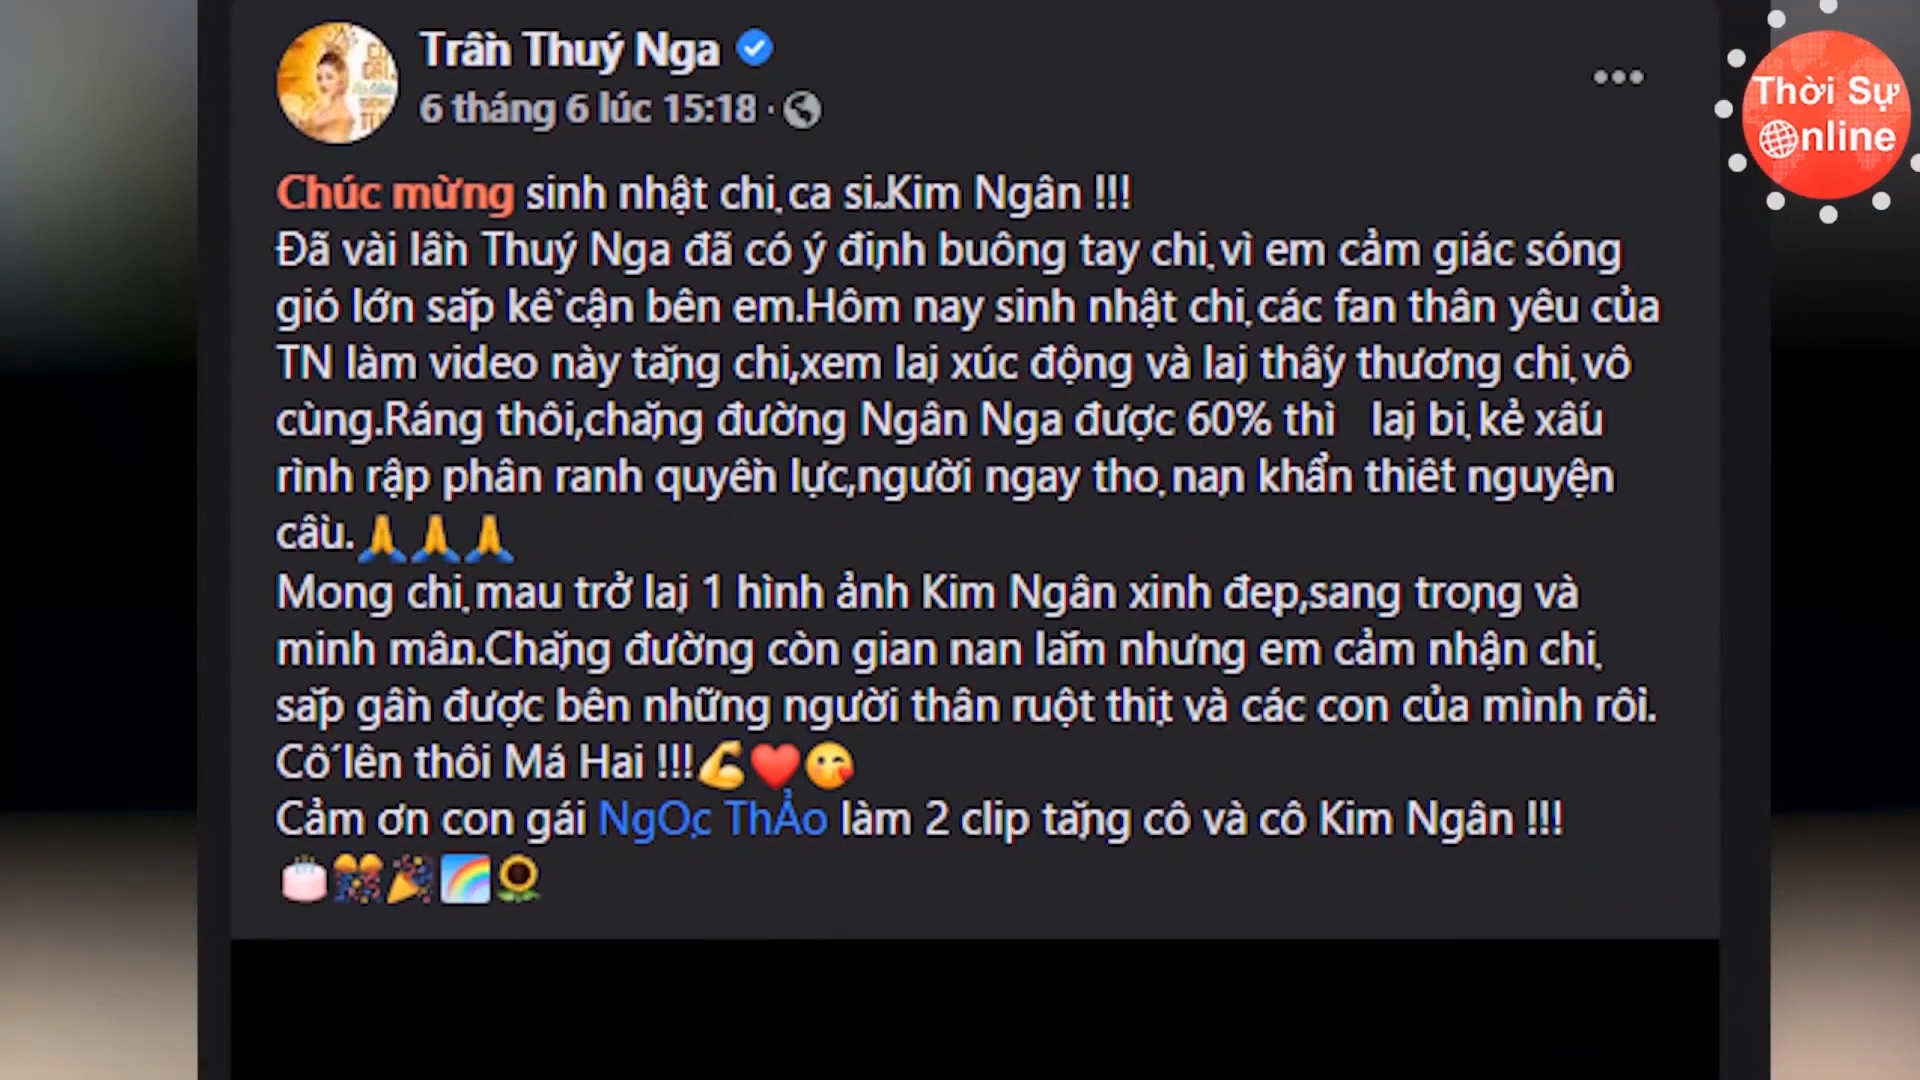 Trần Thuý Nga
6 tháng 6 lúc 15:18
Thời Sự
Online
Chúc mừng sinh nhật chị,ca sĩ..Kim Ngân !!!
Đã vài lần Thuý Nga đã có ý định buông tay chị,vì em cảm giác sóng
gió lớn sắp kề cận bên em.Hôm nay sinh nhật chị,các fan thân yêu của
TN làm video này tặng chị,xem lại xúc động và lại thấy thương chị vô
cùng.Ráng thôi,chặng đường Ngân Nga được 60% thì lại bị kẻ xấu
rình rập phân ranh quyền lực,người ngay thọ nạn khẩn thiết nguyện
cầu.🙏🙏🙏
Mong chị mau trở lại 1 hình ảnh Kim Ngân xinh đẹp,sang trọng và
minh mẫn.Chặng đường còn gian nan lắm nhưng em cảm nhận chị
sắp gần được bên những người thân ruột thịt và các con của mình rồi.
Cố lên thôi Má Hai !!!💪❤️😘
Cảm ơn con gái NgỌc ThẢo làm 2 clip tặng cô và cô Kim Ngân !!!
🎂🎊🎉🌈🌻